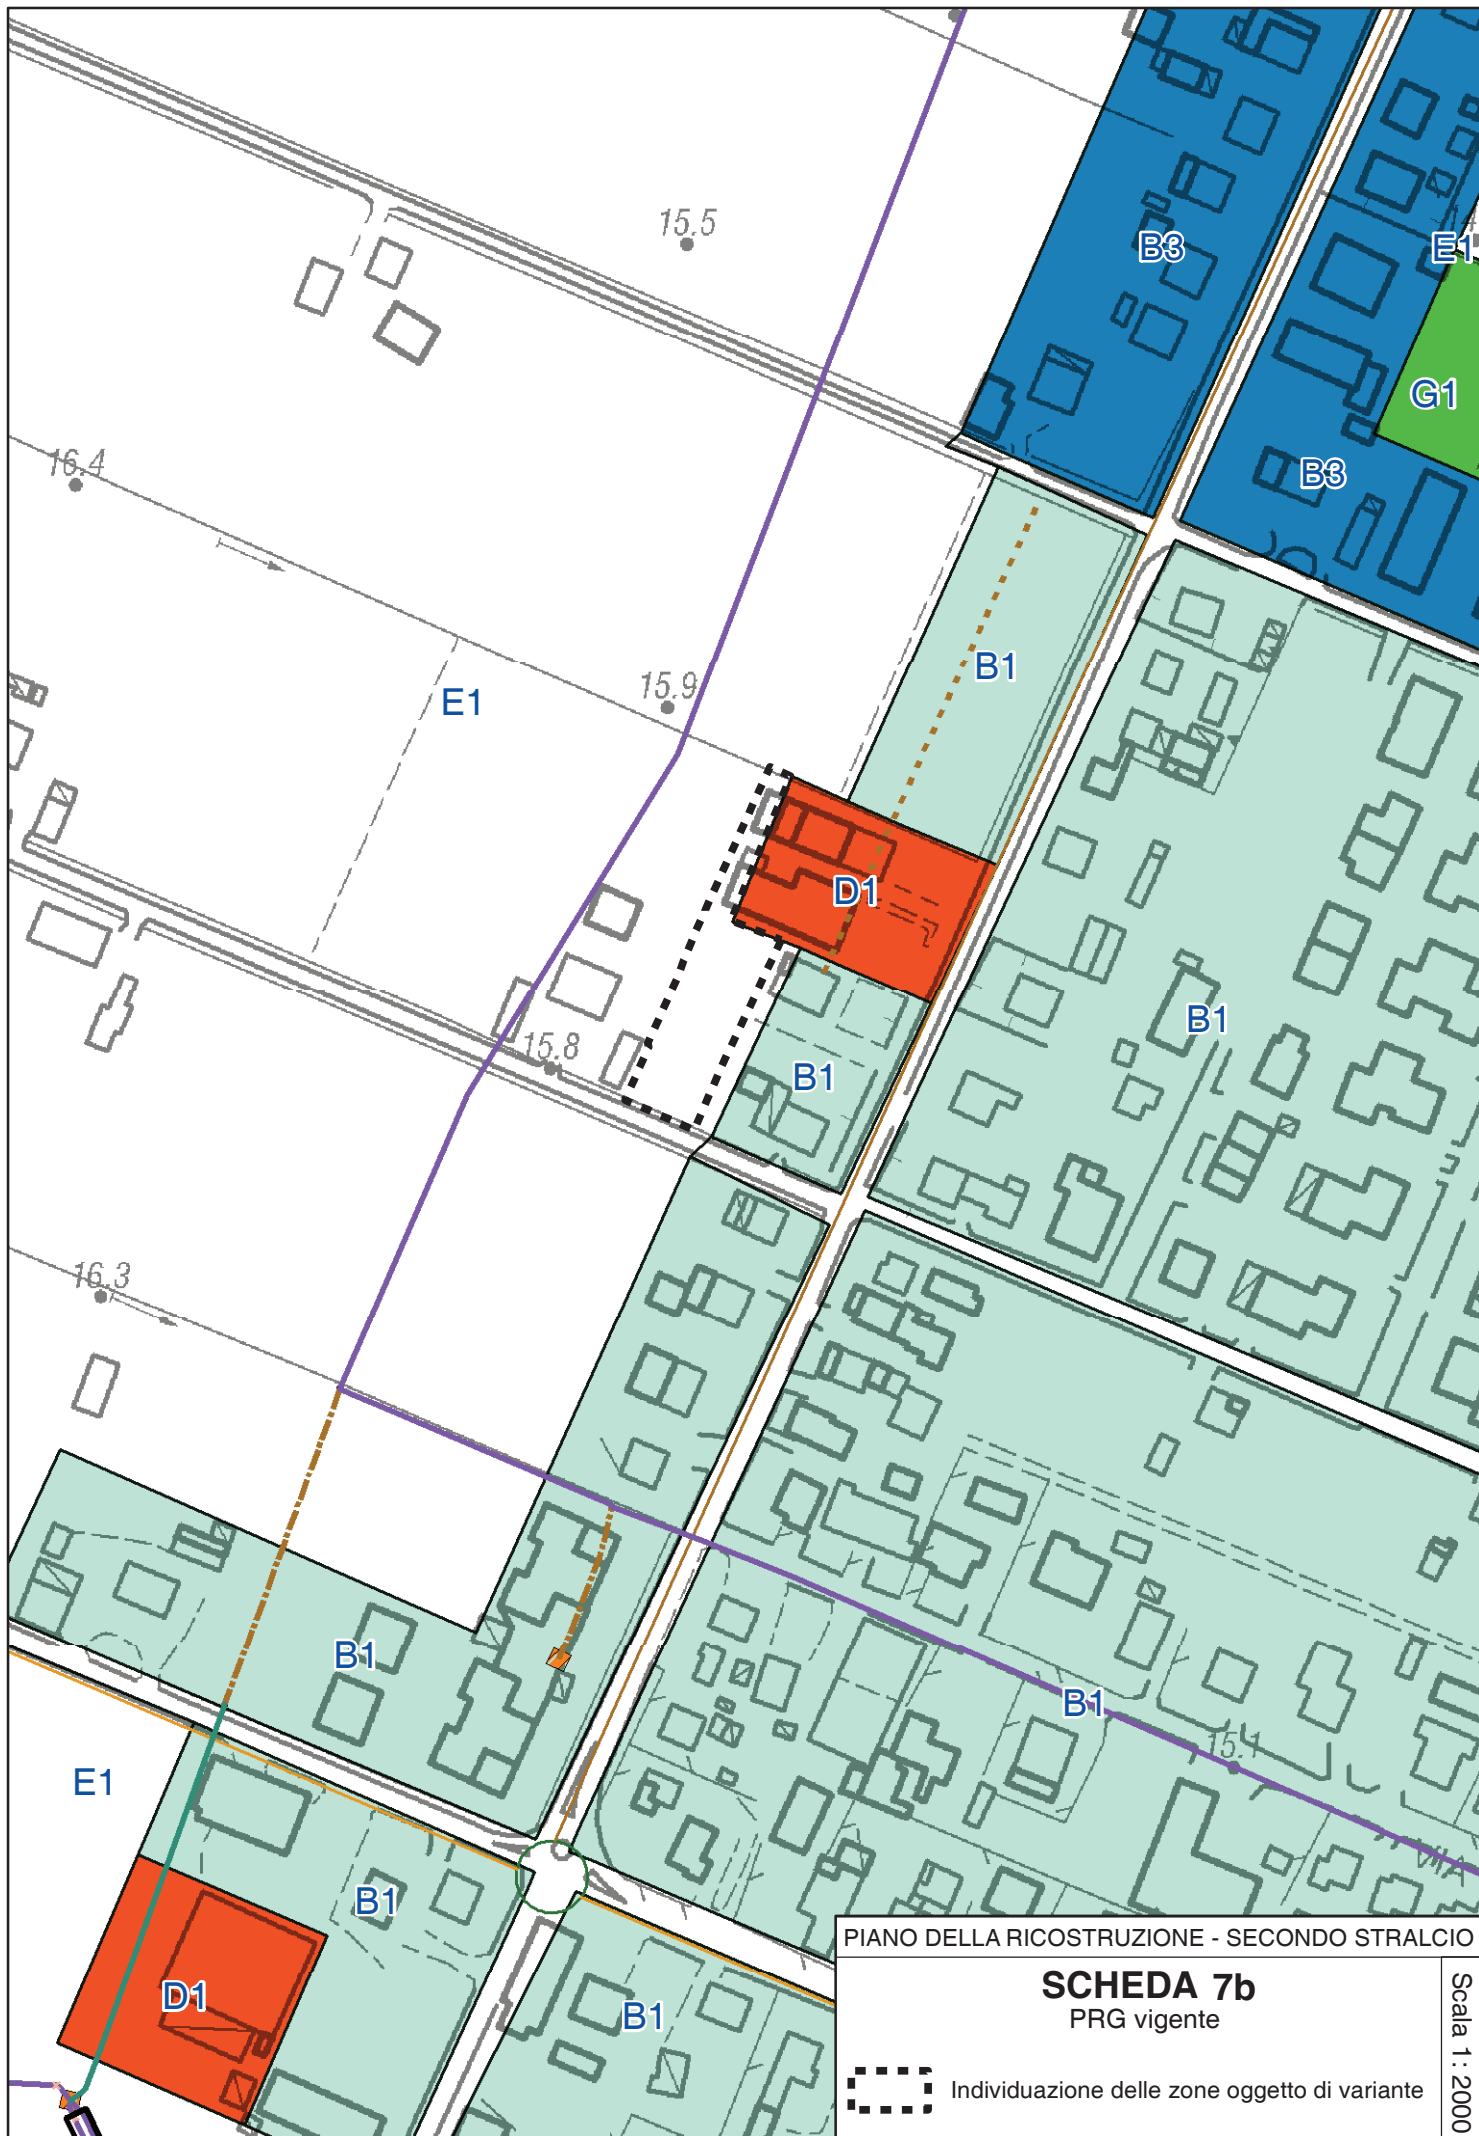 15.5
B3
E1
G1
16.4
B3
B1
15.9
E1
D1
B1
15.8
B1
16.3
B1
B1
15.1
E1
VIA
B1
D1
B1
PIANO DELLA RICOSTRUZIONE - SECONDO STRALCIO
SCHEDA 7b
PRG vigente
Individuazione delle zone oggetto di variante
Scala 1: 2000